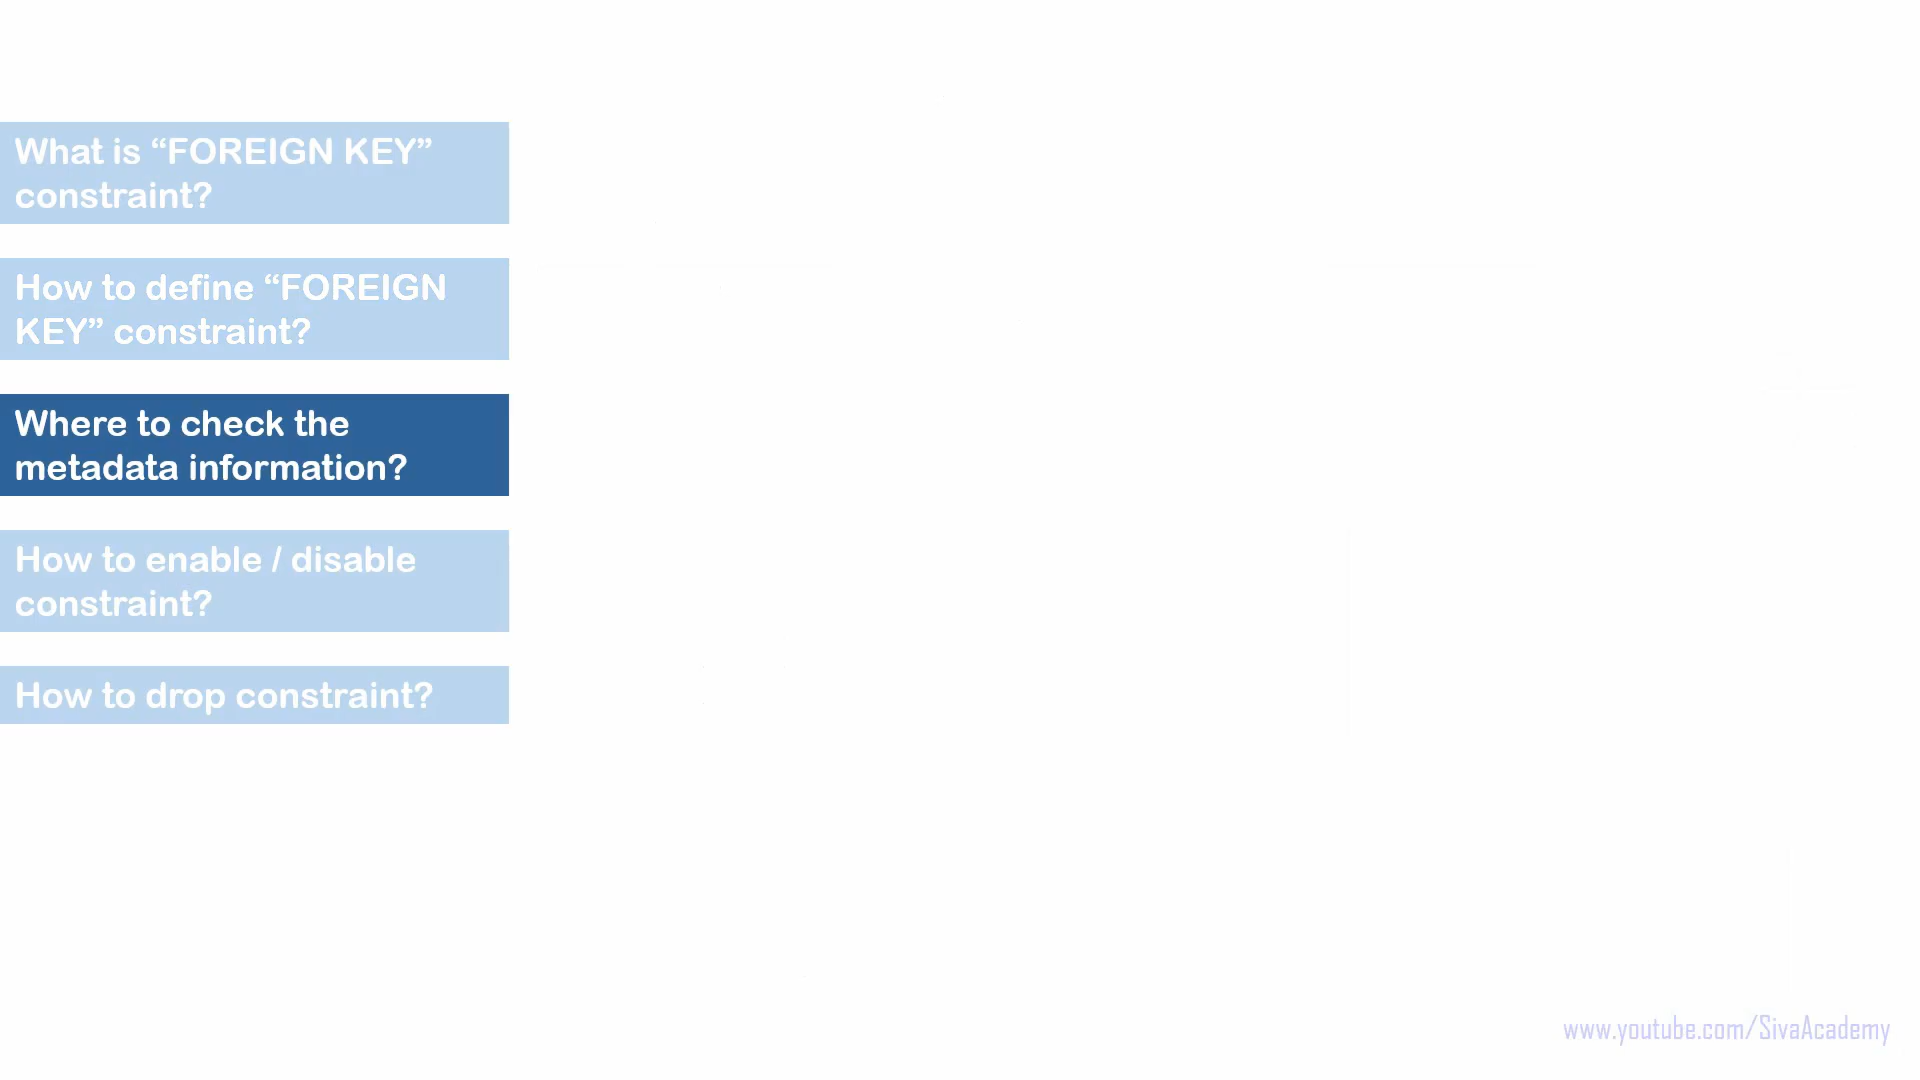 What is “FOREIGN KEY”
constraint?
How to define “FOREIGN
KEY” constraint?
Where to check the
metadata information?
How to enable / disable
constraint?
How to drop constraint?
www.youtube.com/SivaAcademy